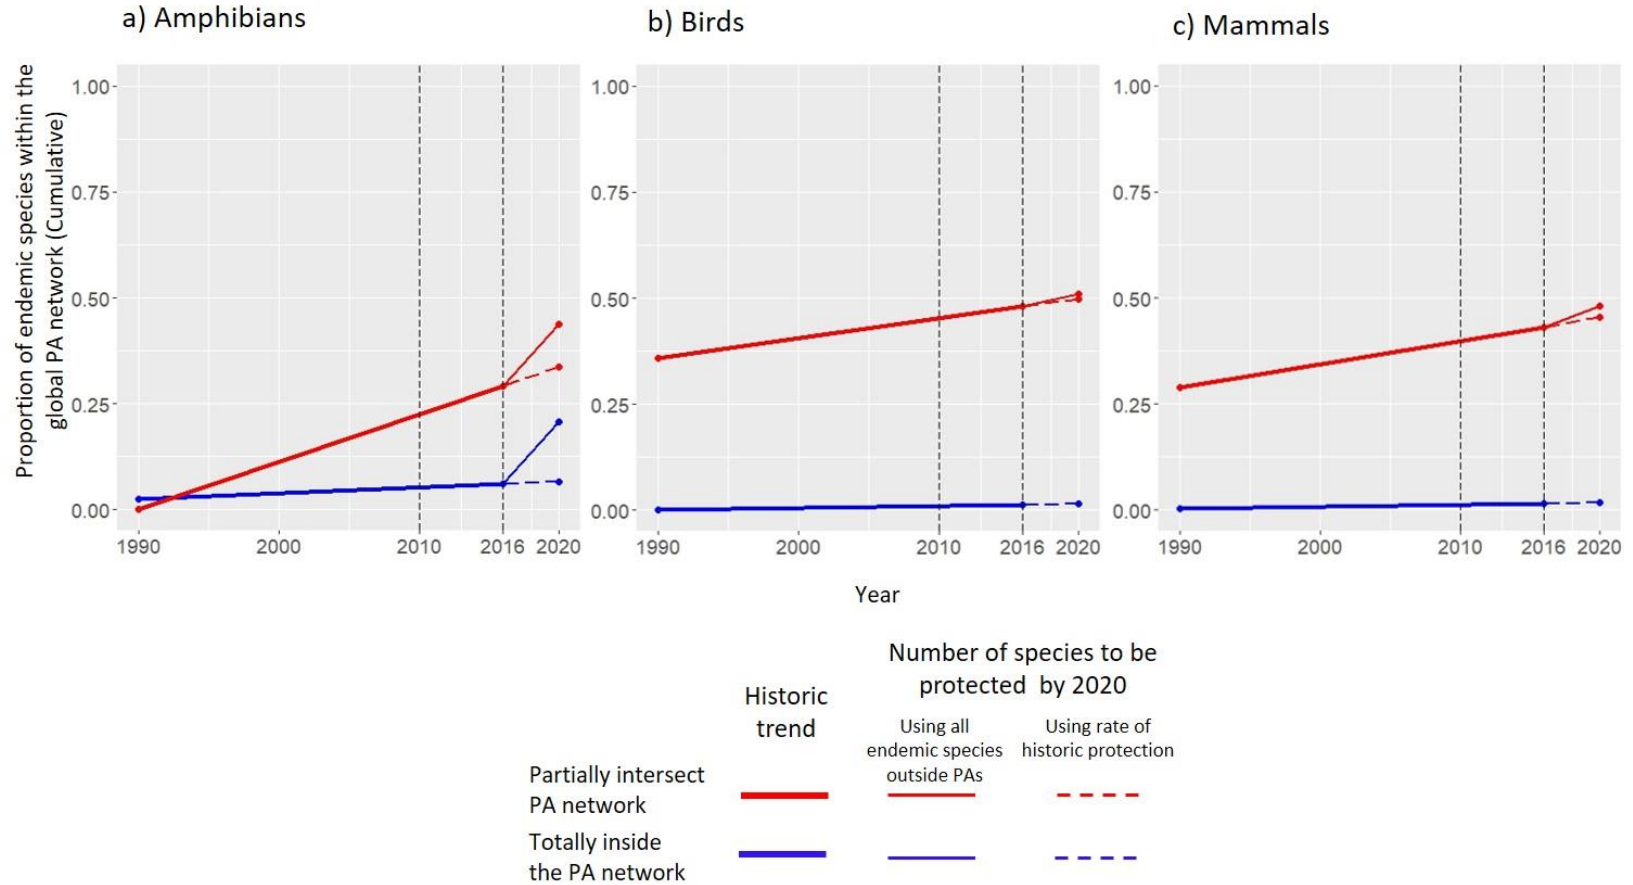 a) Amphibians
b) Birds
c) Mammals
Proportion of endemic species within the
global PA network (Cumulative)
1.00
0.75
0.50
0.25
0.00
1990 2000 2010 2016 2020
1.00
0.75
0.50
0.25
0.00
1990 2000 2010 2016 2020
1.00
0.75
0.50
0.25
0.00
1990 2000 2010 2016 2020
Year
Number of species to be
protected by 2020
Historic
trend
Using all
endemic species
outside PAs
Using rate of
historic protection
Partially intersect
PA network
Totally inside
the PA network